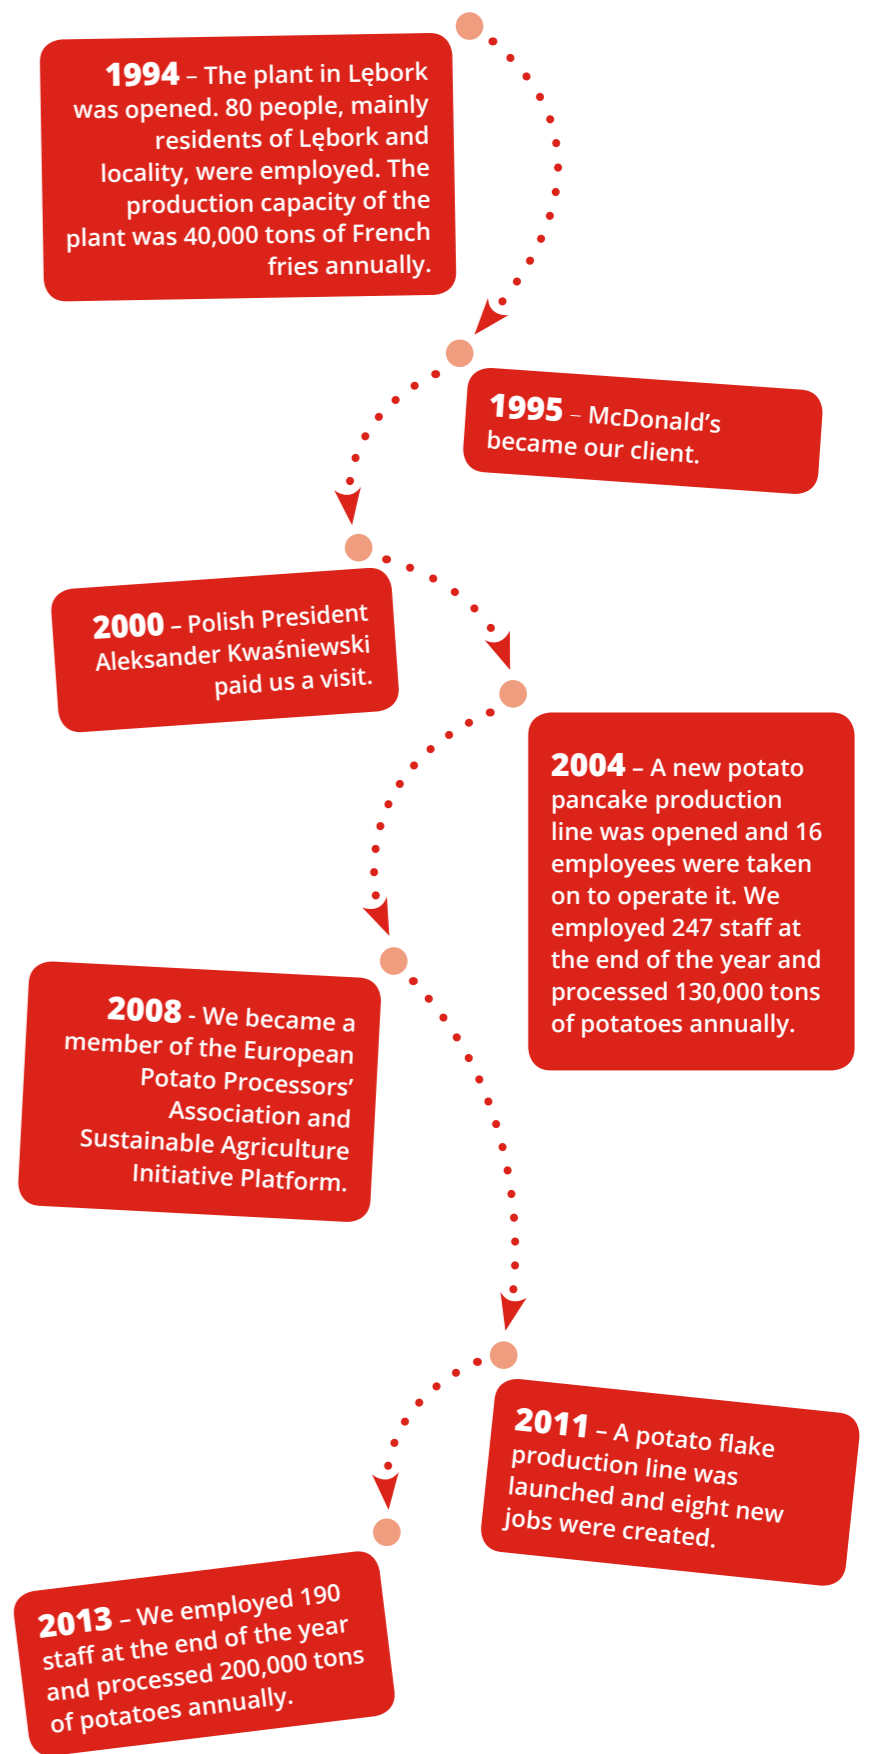 1994 – The plant in Lębork
was opened. 80 people, mainly
residents of Lębork and
locality, were employed. The
production capacity of the
plant was 40,000 tons of French
fries annually.
1995 – McDonald’s
became our client.
2000 – Polish President
Aleksander Kwaśniewski
paid us a visit.
2004 – A new potato
pancake production
line was opened and 16
employees were taken
on to operate it. We
employed 247 staff at
the end of the year and
processed 130,000 tons
of potatoes annually.
2008 - We became a
member of the European
Potato Processors’
Association and
Sustainable Agriculture
Initiative Platform.
2011 – A potato flake
production line was
launched and eight new
jobs were created.
2013 – We employed 190
staff at the end of the year
and processed 200,000 tons
of potatoes annually.